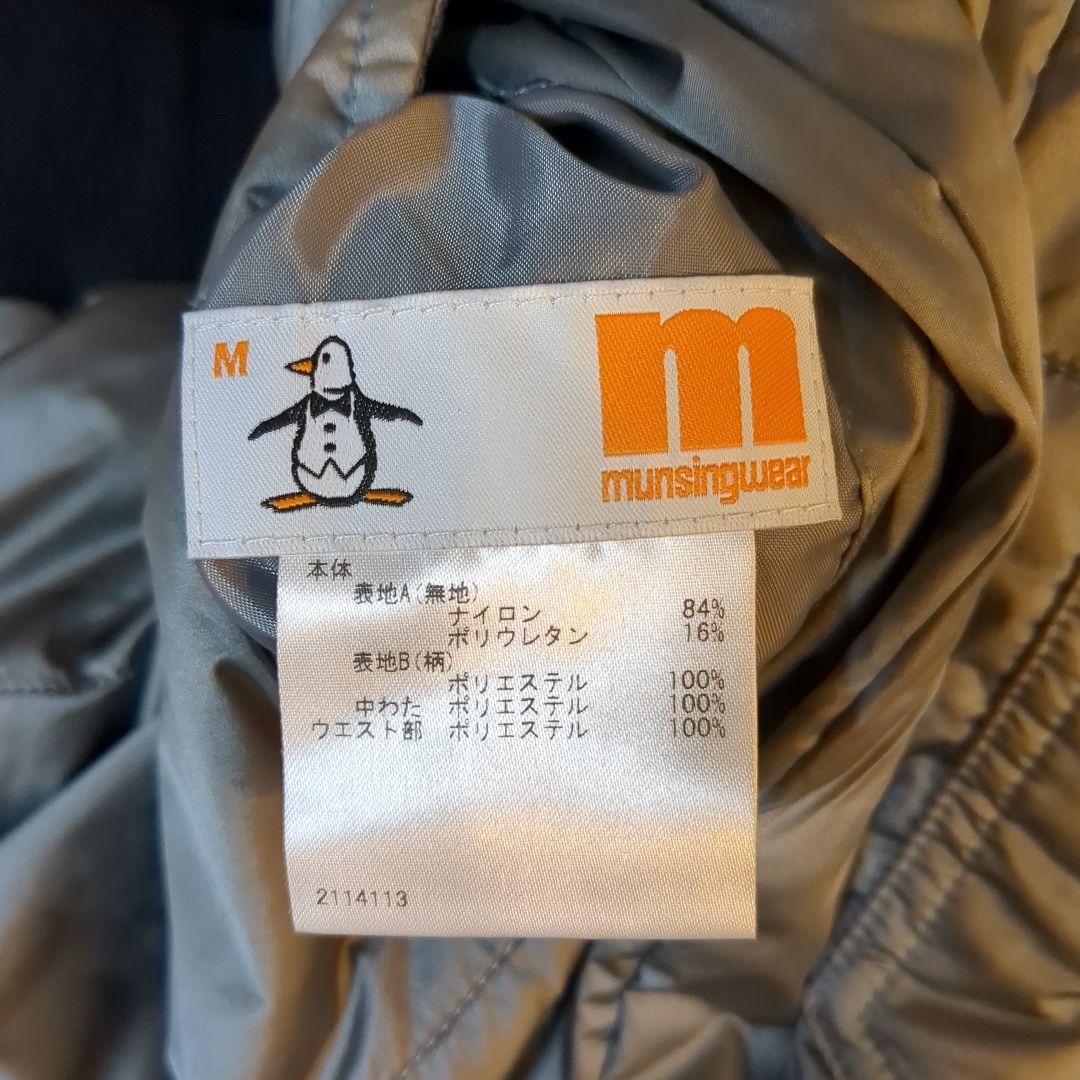 M
m
munsingwear
本体
表地A(無地)
ナイロン 84%
ポリウレタン 16%
表地B(柄)
ポリエステル 100%
中わた ポリエステル 100%
ウエスト部 ポリエステル 100%
2114113